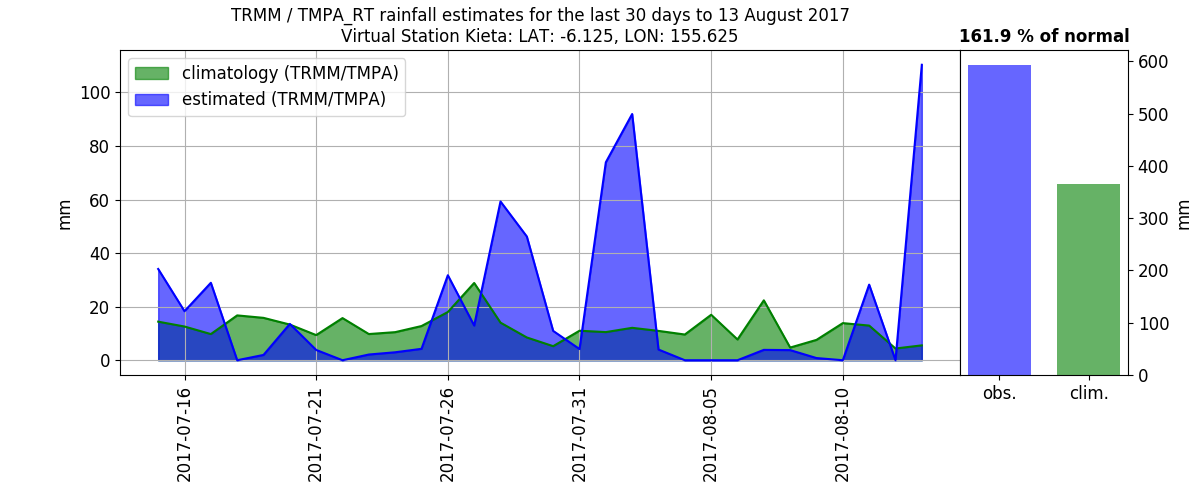 TRMM / TMPA_RT rainfall estimates for the last 30 days to 13 August 2017
Virtual Station Kieta: LAT: -6.125, LON: 155.625
161.9 % of normal
climatology (TRMM/TMPA)
estimated (TRMM/TMPA)
mm
100
80
60
40
20
0
2017-07-16
2017-07-21
2017-07-26
2017-07-31
2017-08-05
2017-08-10
600
500
400
300
200
100
0
mm
obs.
clim.